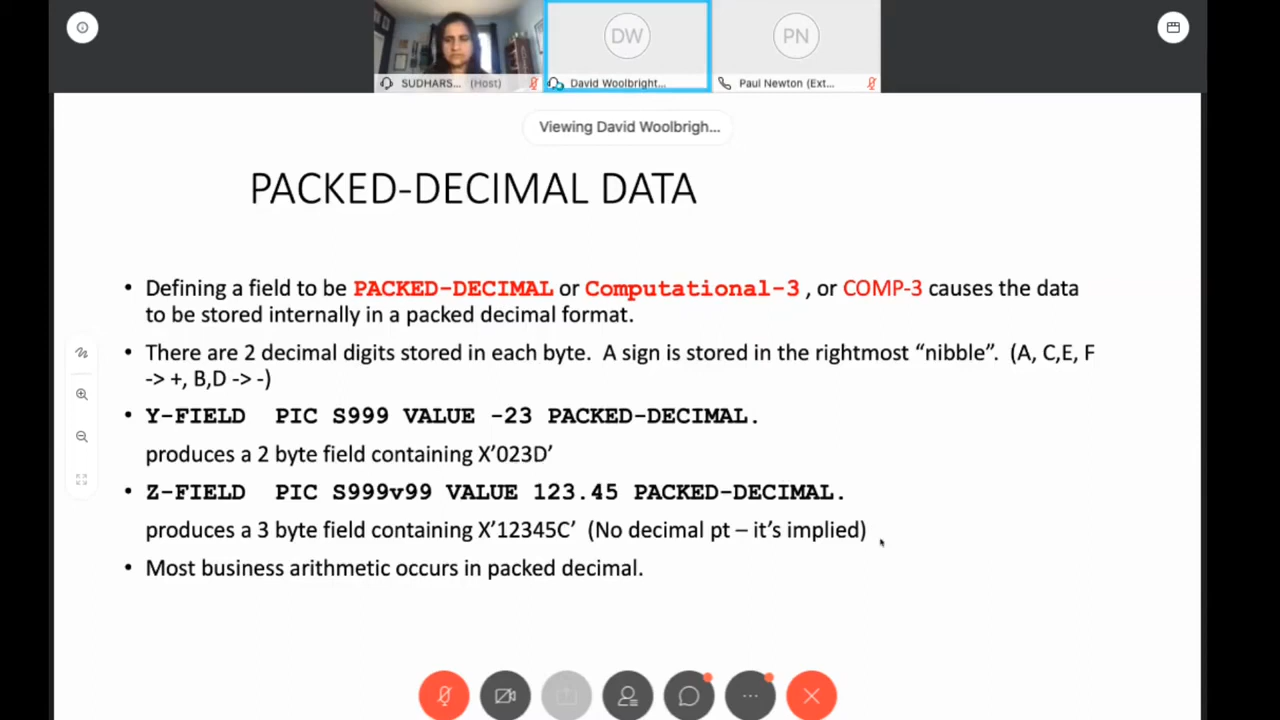 DW
PN
SUDHARS... (Host)
David Woolbright...
Paul Newton (Ext...
Viewing David Woolbrigh...
PACKED-DECIMAL DATA
• Defining a field to be PACKED-DECIMAL or Computational-3 , or COMP-3 causes the data
to be stored internally in a packed decimal format.
• There are 2 decimal digits stored in each byte. A sign is stored in the rightmost “nibble”. (A, C,E, F
-> +, B,D -> -)
• Y-FIELD PIC S999 VALUE -23 PACKED-DECIMAL.
produces a 2 byte field containing X’023D’
• Z-FIELD PIC S999v99 VALUE 123.45 PACKED-DECIMAL.
produces a 3 byte field containing X’12345C’ (No decimal pt – it’s implied)
• Most business arithmetic occurs in packed decimal.